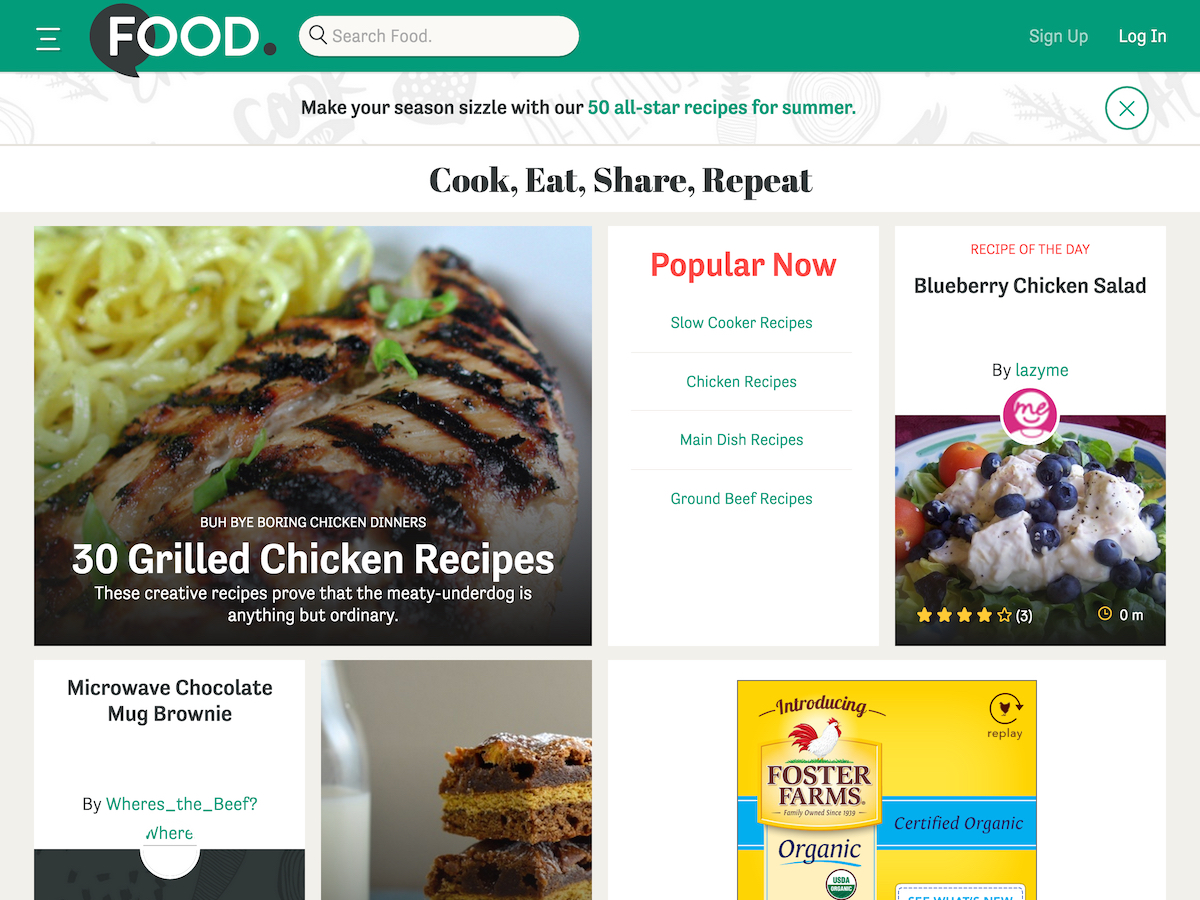 FOOD.
Search Food.
Sign Up
Log In
Make your season sizzle with our 50 all-star recipes for summer.
Cook, Eat, Share, Repeat
BUH BYE BORING CHICKEN DINNERS
30 Grilled Chicken Recipes
These creative recipes prove that the meaty-underdog is
anything but ordinary.
Popular Now
Slow Cooker Recipes
Chicken Recipes
Main Dish Recipes
Ground Beef Recipes
RECIPE OF THE DAY
Blueberry Chicken Salad
By lazyme
me
(3)
0 m
Microwave Chocolate
Mug Brownie
By Wheres_the_Beef?
Where
Introducing
replay
FOSTER
FARMS®
Family Owned Since 1939
Certified Organic
Organic
USDA
ORGANIC
SEE WHAT'S NEW